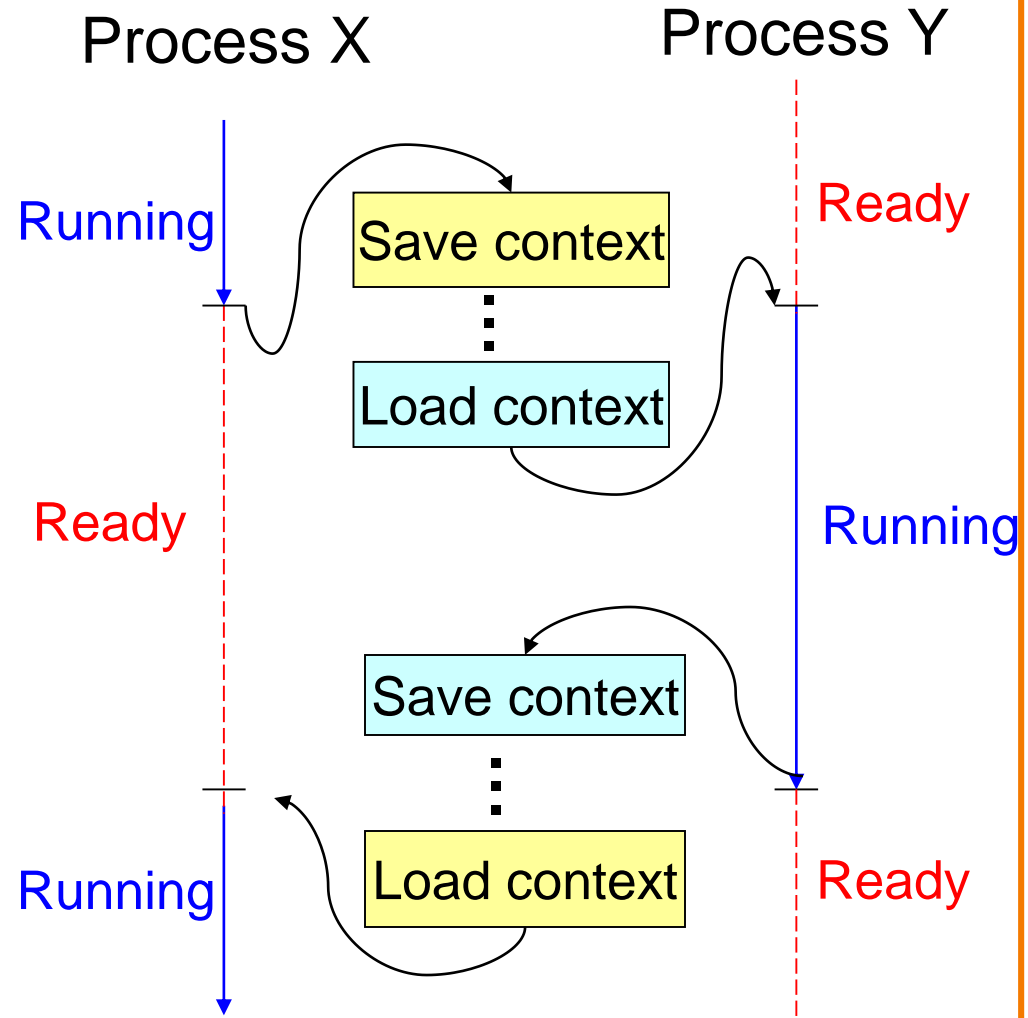 Process X
Process Y
Running
Save context
Ready
Load context
Ready
Running
Save context
Running
Load context
Ready